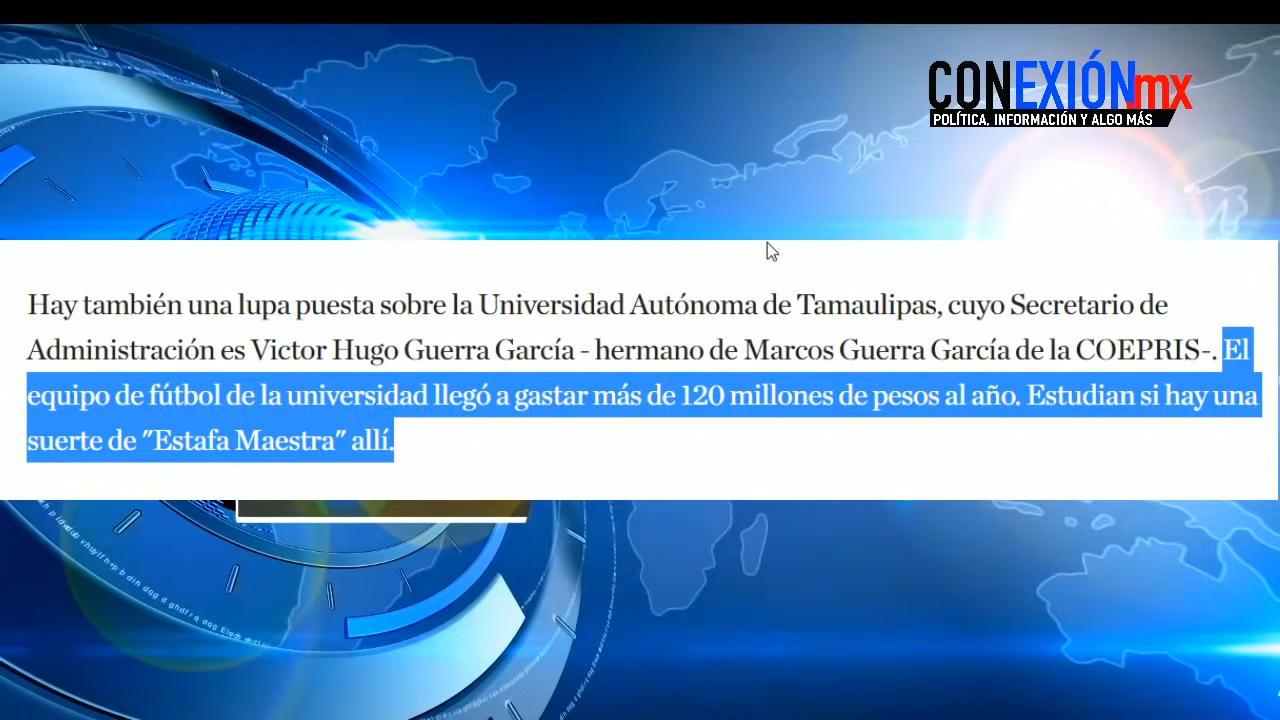 CONEXIÓN.mx
POLÍTICA, INFORMACIÓN Y ALGO MÁS
Hay también una lupa puesta sobre la Universidad Autónoma de Tamaulipas, cuyo Secretario de
Administración es Victor Hugo Guerra García - hermano de Marcos Guerra García de la COEPRIS-. El
equipo de fútbol de la universidad llegó a gastar más de 120 millones de pesos al año. Estudian si hay una
suerte de "Estafa Maestra" allí.